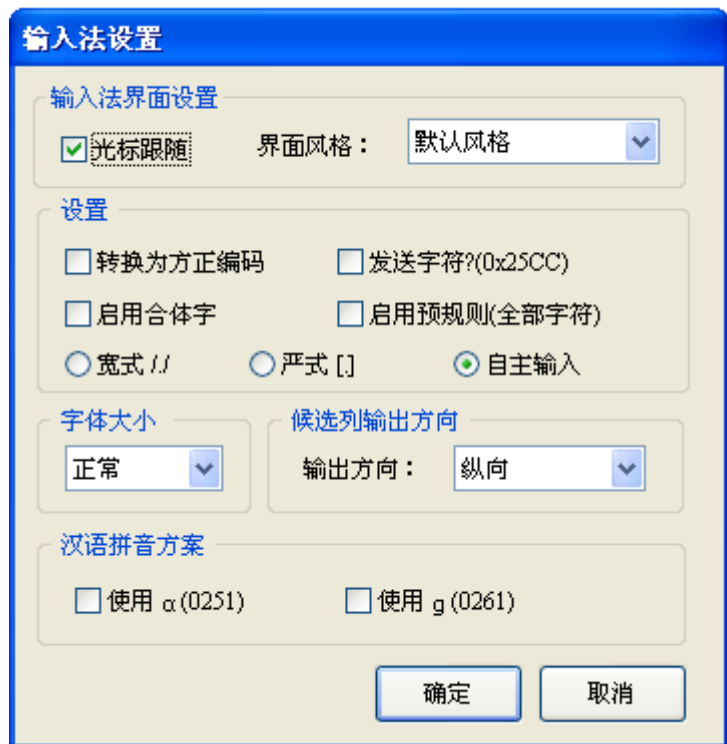 输入法设置
输入法界面设置
光标跟随 界面风格： 默认风格
设置
转换为方正编码 发送字符?(0x25CC)
启用合体字 启用预规则(全部字符)
宽式 /./ 严式 [.] 自主输入
字体大小 候选列输出方向
正常 输出方向： 纵向
汉语拼音方案
使用 ɑ (0251) 使用 ɡ (0261)
确定 取消